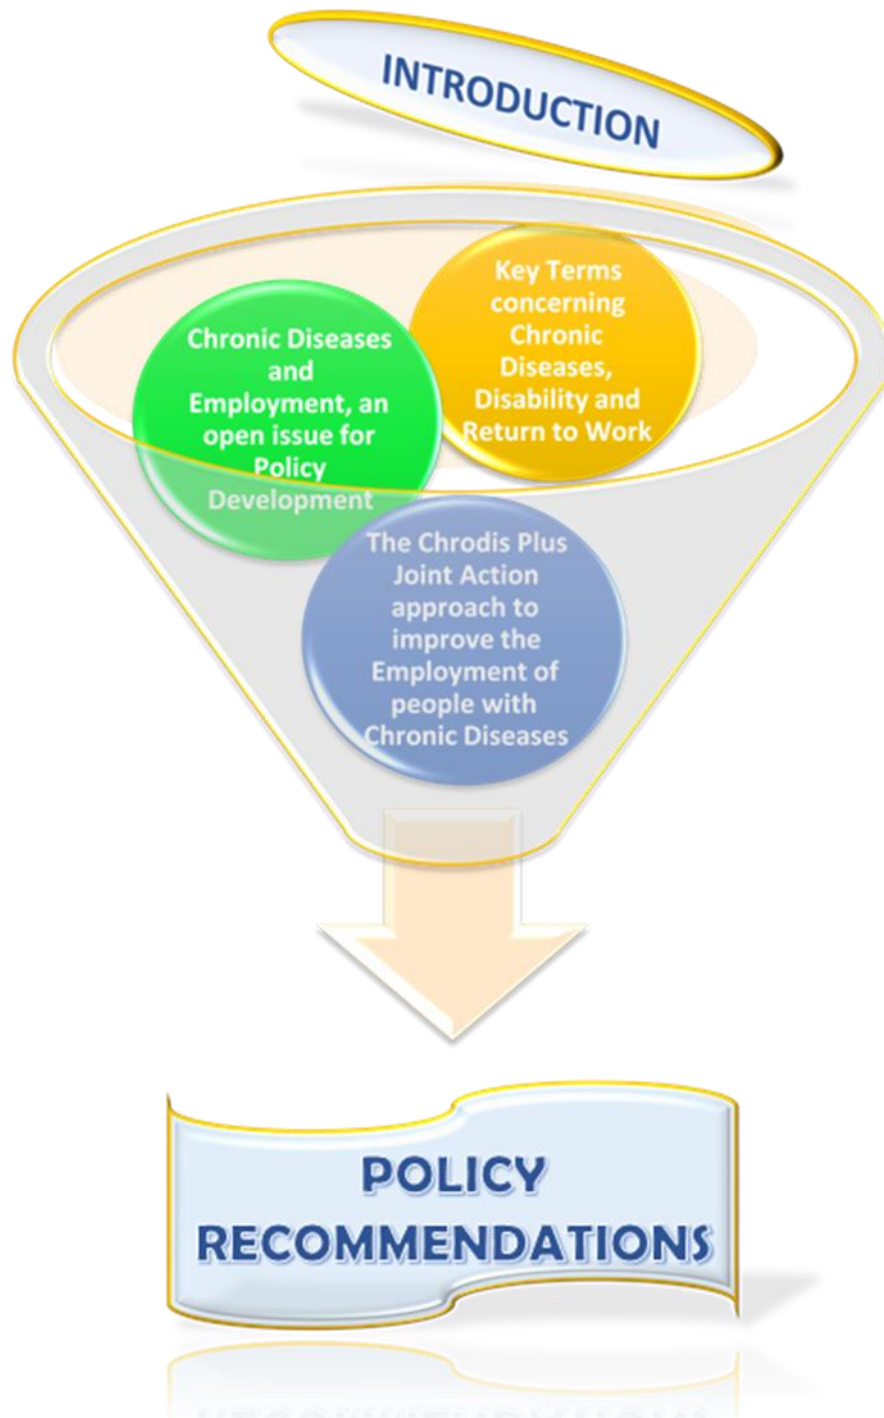 INTRODUCTION
Key Terms
concerning
Chronic
Diseases,
Disability and
Return to Work
Chronic Diseases
and
Employment, an
open issue for
Policy
Development
The Chrodis Plus
Joint Action
approach to
improve the
Employment of
people with
Chronic Diseases
POLICY
RECOMMENDATIONS